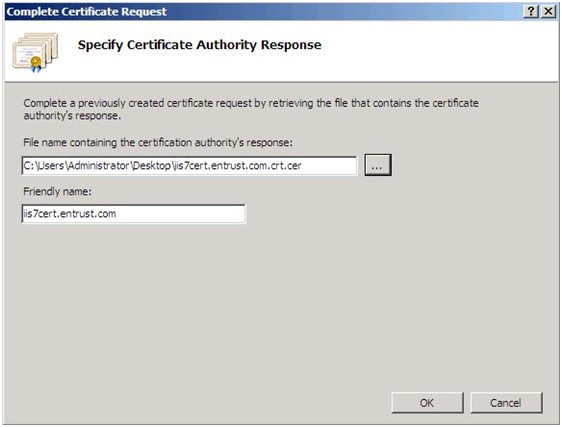 Complete Certificate Request
Specify Certificate Authority Response
Complete a previously created certificate request by retrieving the file that contains the certificate
authority's response.
File name containing the certification authority's response:
C:\Users\Administrator\Desktop\iis7cert.entrust.com.crt.cer
...
Friendly name:
iis7cert.entrust.com
OK
Cancel